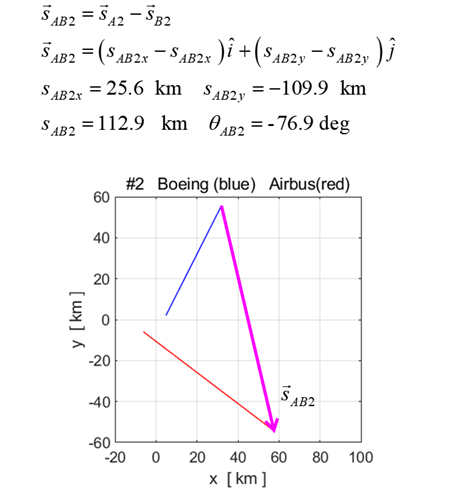 s⃗_AB2 = s⃗_A2 − s⃗_B2
s⃗_AB2 = (s_AB2x − s_AB2x) î + (s_AB2y − s_AB2y) ĵ
s_AB2x = 25.6 km s_AB2y = −109.9 km
s_AB2 = 112.9 km θ_AB2 = -76.9 deg
#2 Boeing (blue) Airbus(red)
60
40
20
0
-20
-40
-60
y [km]
s⃗_AB2
-20 0 20 40 60 80 100
x [km]